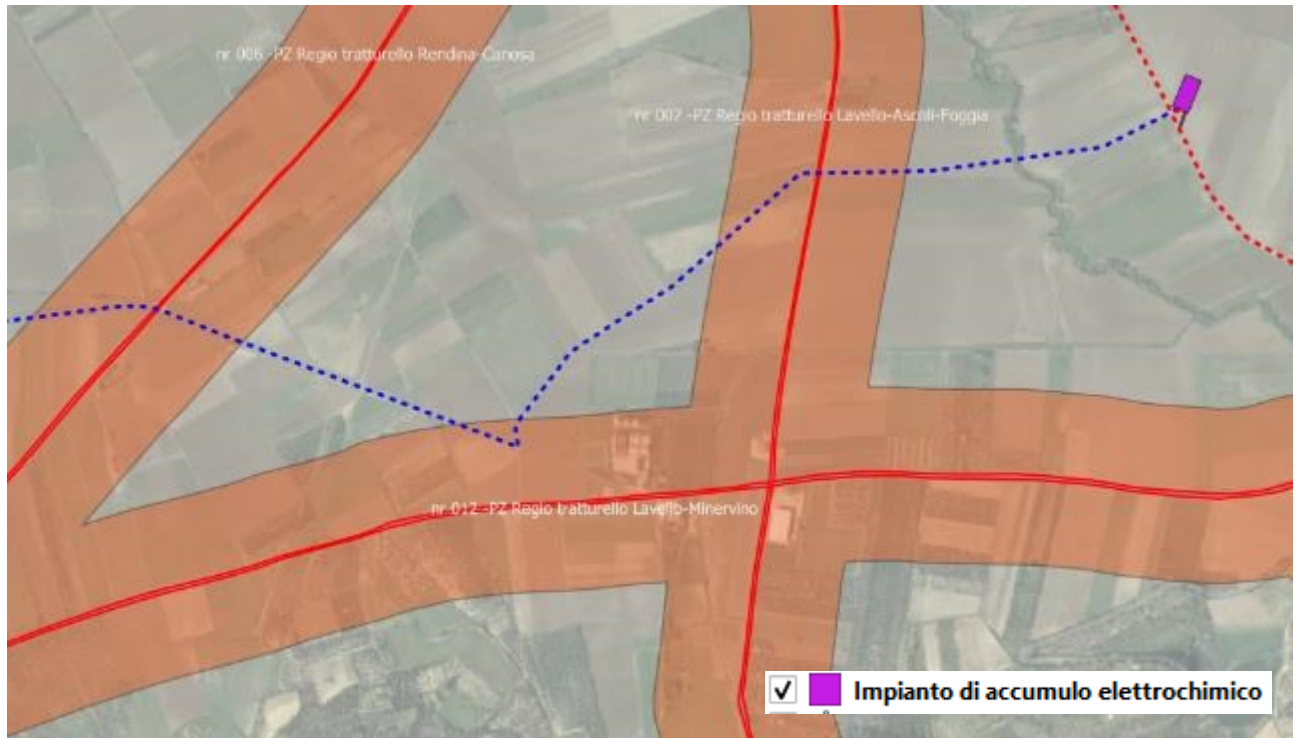 nr 006 -PZ Regio tratturello Rendina-Canosa
nr 007 -PZ Regio tratturello Lavello-Ascoli-Foggia
nr 012 -PZ Regio tratturello Lavello-Minervino
Impianto di accumulo elettrochimico